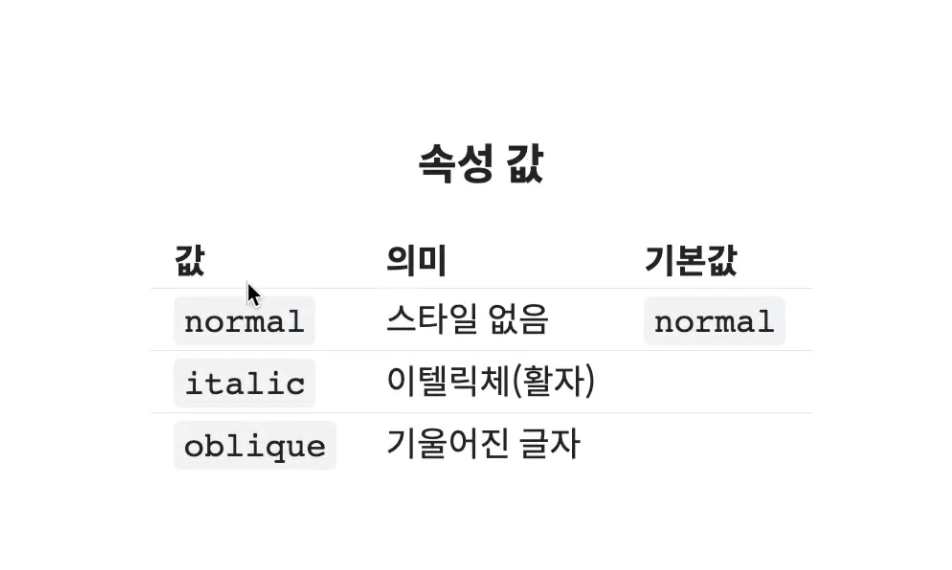 속성 값
값 의미 기본값
normal 스타일 없음 normal
italic 이텔릭체(활자)
oblique 기울어진 글자